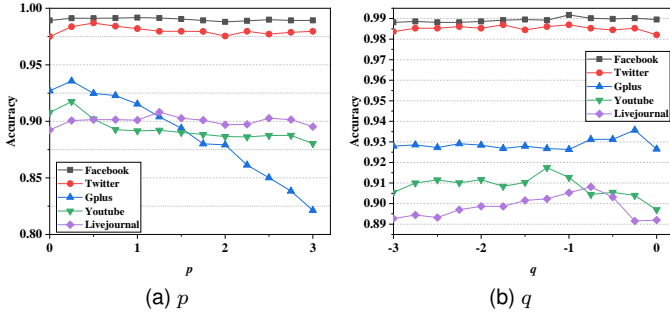 1.00
0.95
0.90
0.85
0.80
Accuracy
Facebook
Twitter
Gplus
Youtube
Livejournal
0 1 2 3
p
(a) p
0.99
0.98
0.97
0.96
0.95
0.94
0.93
0.92
0.91
0.90
0.89
Accuracy
Facebook
Twitter
Gplus
Youtube
Livejournal
-3 -2 -1 0
q
(b) q